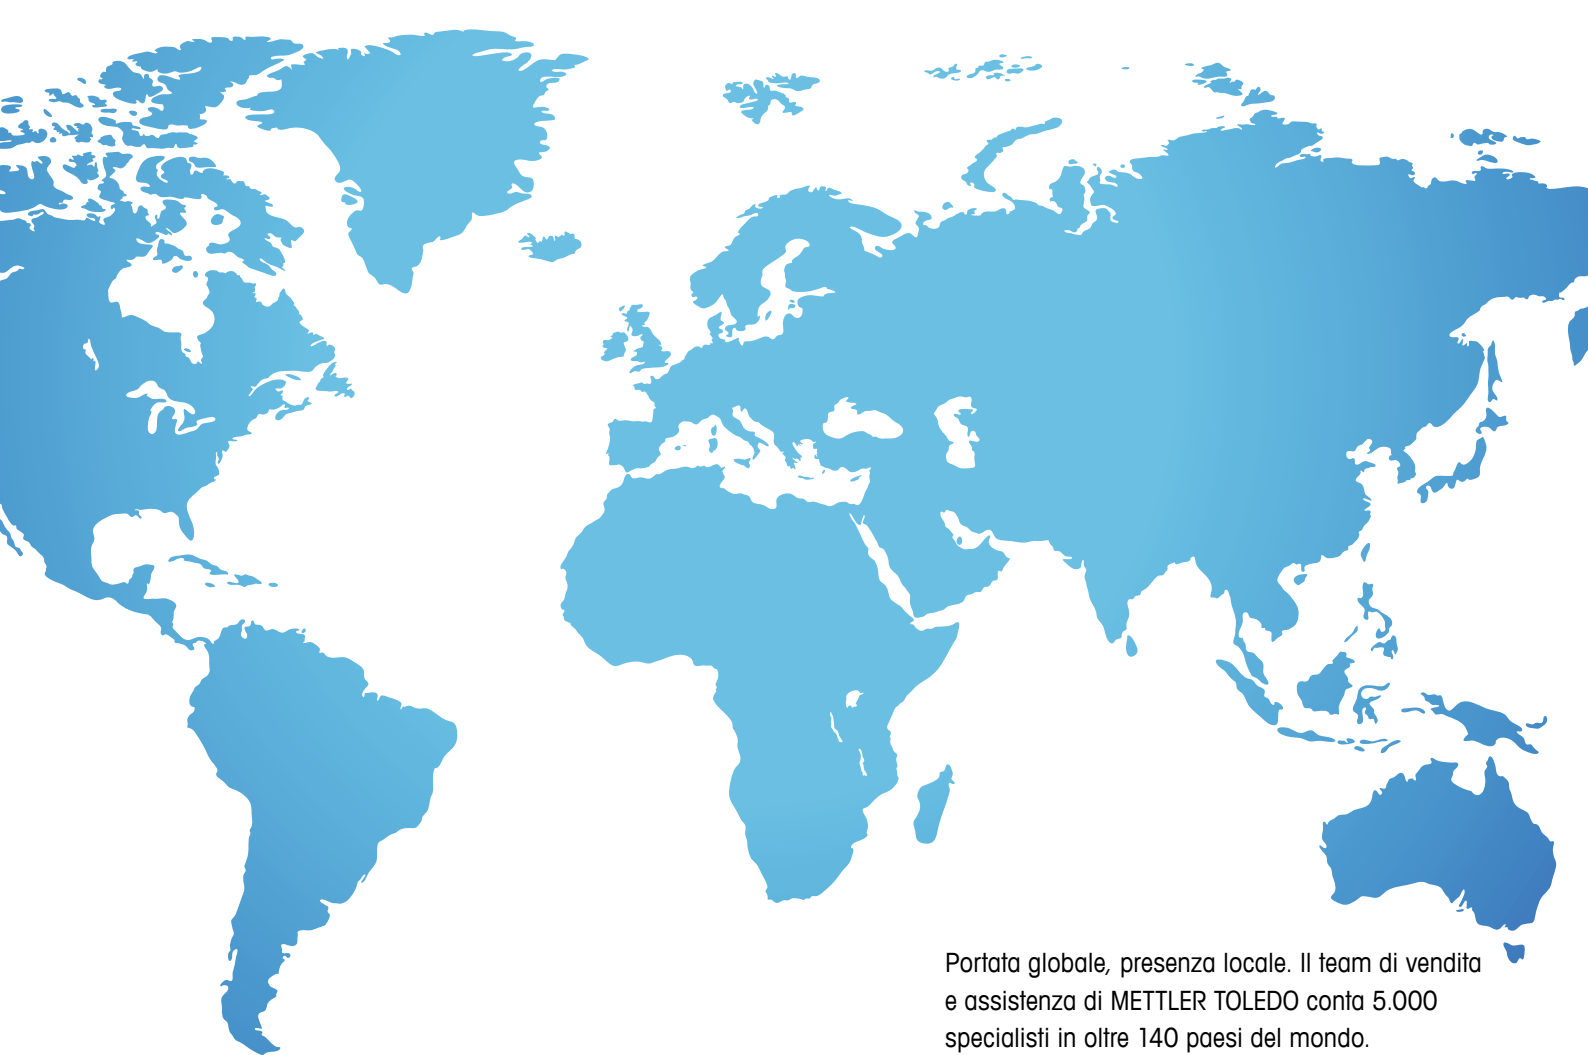 Portata globale, presenza locale. Il team di vendita
e assistenza di METTLER TOLEDO conta 5.000
specialisti in oltre 140 paesi del mondo.